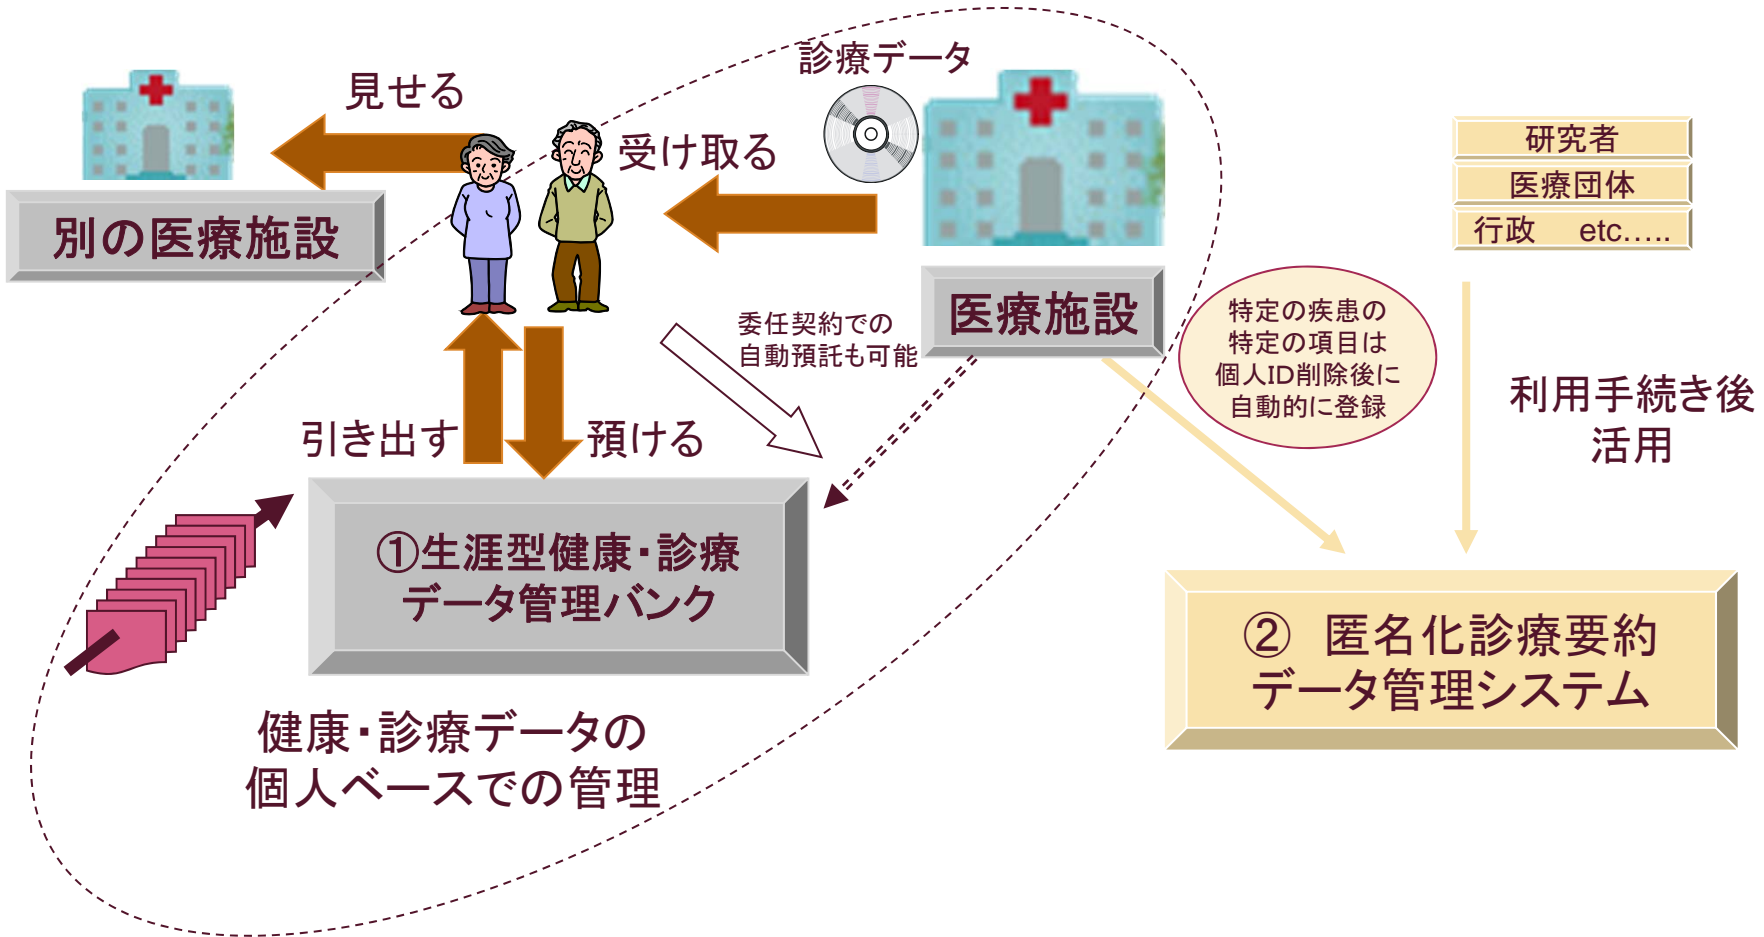 診療データ
見せる
受け取る
研究者
医療団体
行政 etc.....
別の医療施設
医療施設
特定の疾患の
特定の項目は
個人ID削除後に
自動的に登録
委任契約での
自動預託も可能
利用手続き後
活用
引き出す
預ける
①生涯型健康・診療
データ管理バンク
② 匿名化診療要約
データ管理システム
健康・診療データの
個人ベースでの管理